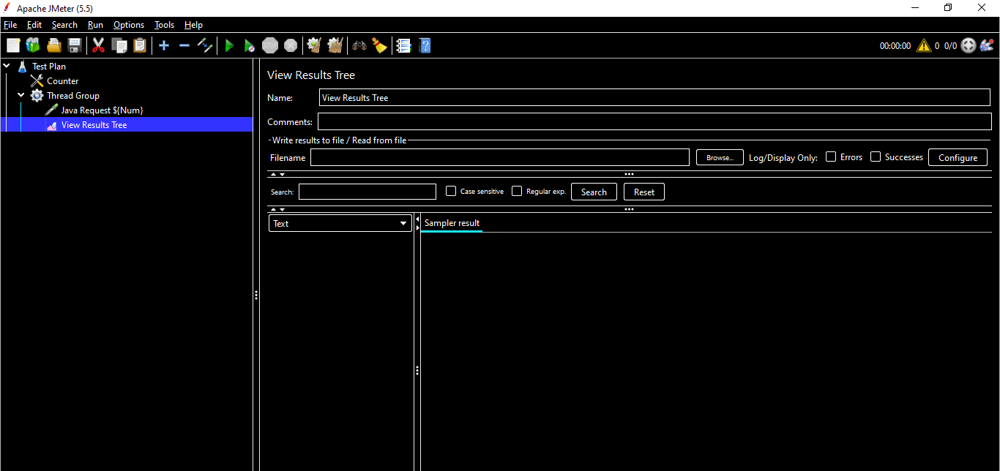 Apache JMeter (5.5)
File Edit Search Run Options Tools Help
00:00:00 0 0/0
Test Plan
Counter
Thread Group
Java Request ${Num}
View Results Tree
View Results Tree
Name: View Results Tree
Comments:
Write results to file / Read from file
Filename Browse... Log/Display Only: Errors Successes Configure
Search: Case sensitive Regular exp. Search Reset
Text Sampler result